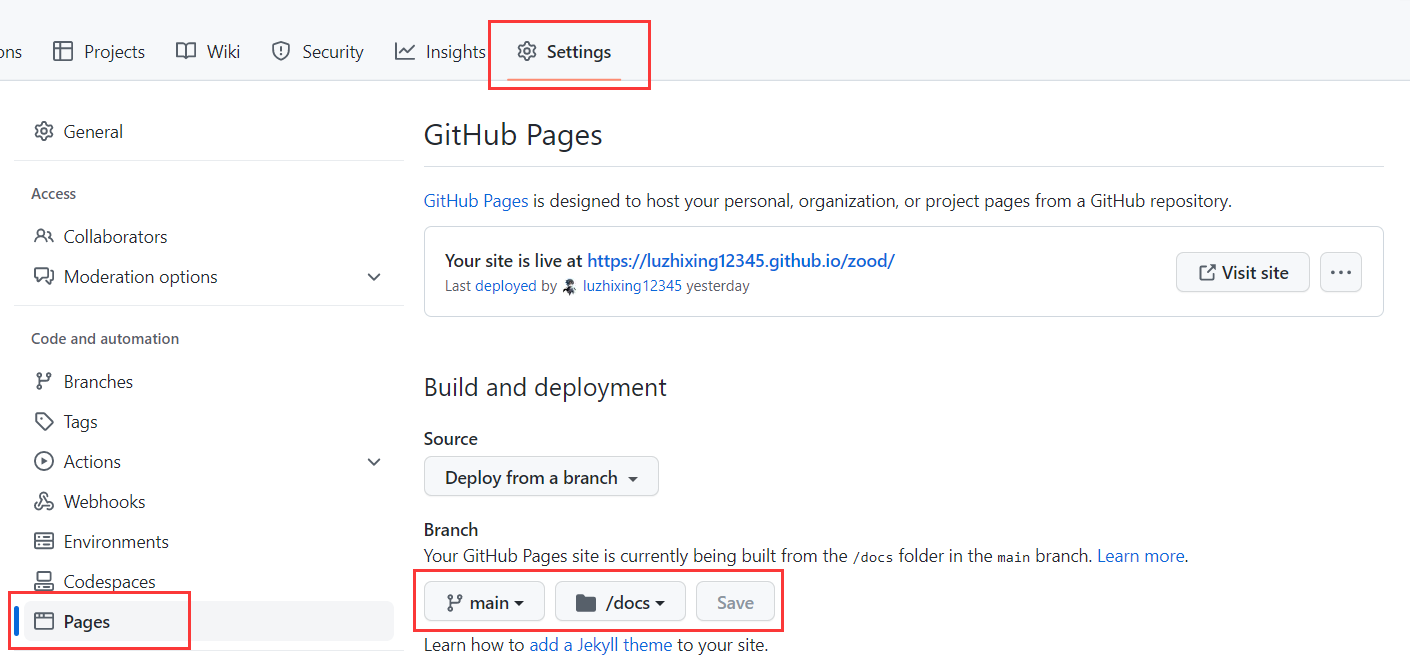 ons Projects Wiki Security Insights Settings
General
Access
Collaborators
Moderation options
Code and automation
Branches
Tags
Actions
Webhooks
Environments
Codespaces
Pages
GitHub Pages
GitHub Pages is designed to host your personal, organization, or project pages from a GitHub repository.
Your site is live at https://luzhixing12345.github.io/zood/
Last deployed by luzhixing12345 yesterday
Visit site
Build and deployment
Source
Deploy from a branch
Branch
Your GitHub Pages site is currently being built from the /docs folder in the main branch. Learn more.
main /docs Save
Learn how to add a Jekyll theme to your site.